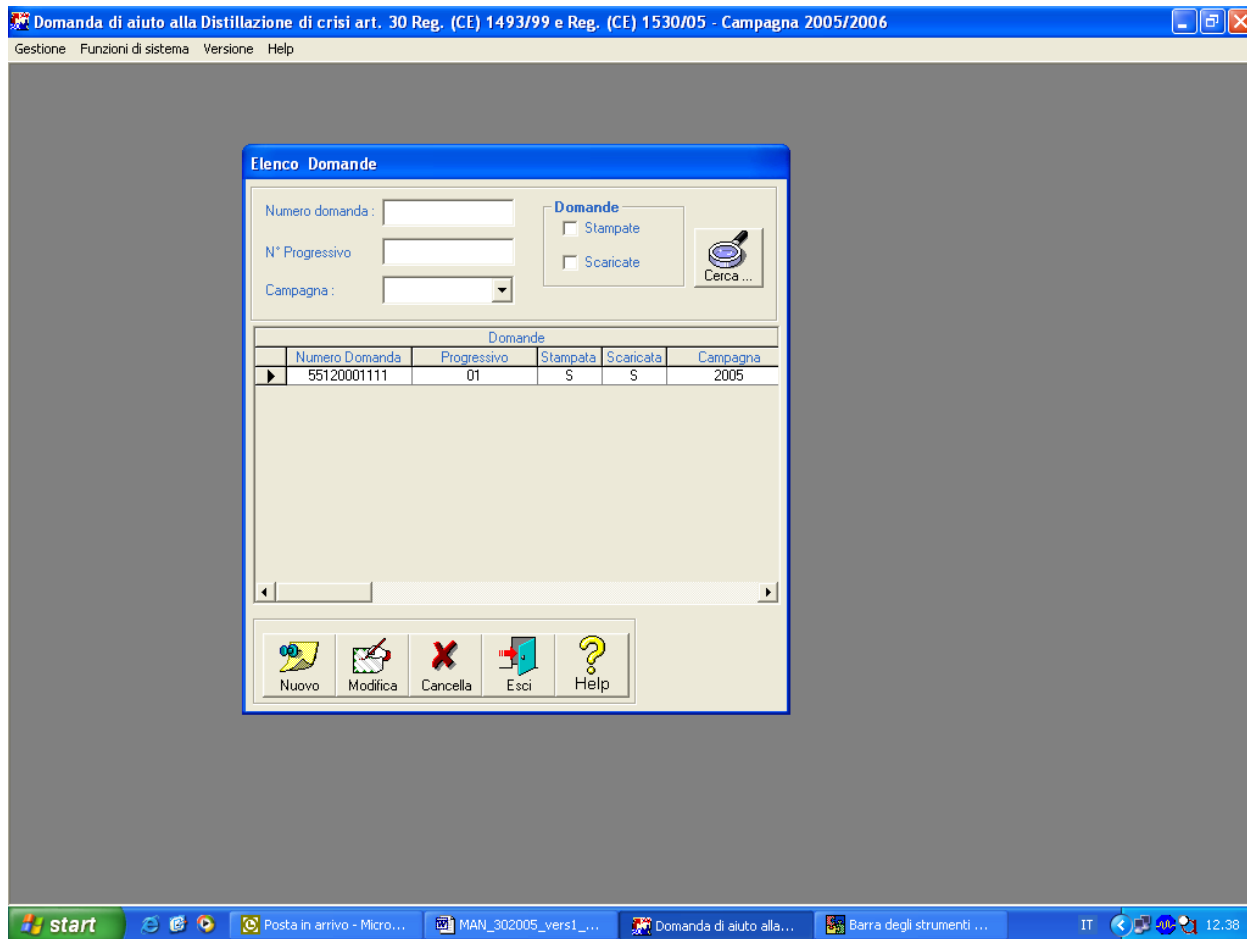 Domanda di aiuto alla Distillazione di crisi art. 30 Reg. (CE) 1493/99 e Reg. (CE) 1530/05 - Campagna 2005/2006
Gestione Funzioni di sistema Versione Help
Elenco Domande
Numero domanda :
Domande
Stampate
N° Progressivo
Scaricate
Cerca ...
Campagna :
Domande
Numero Domanda Progressivo Stampata Scaricata Campagna
55120001111 01 S S 2005
Nuovo Modifica Cancella Esci Help
start Posta in arrivo - Micro... MAN_302005_vers1_... Domanda di aiuto alla... Barra degli strumenti ... IT 12.38